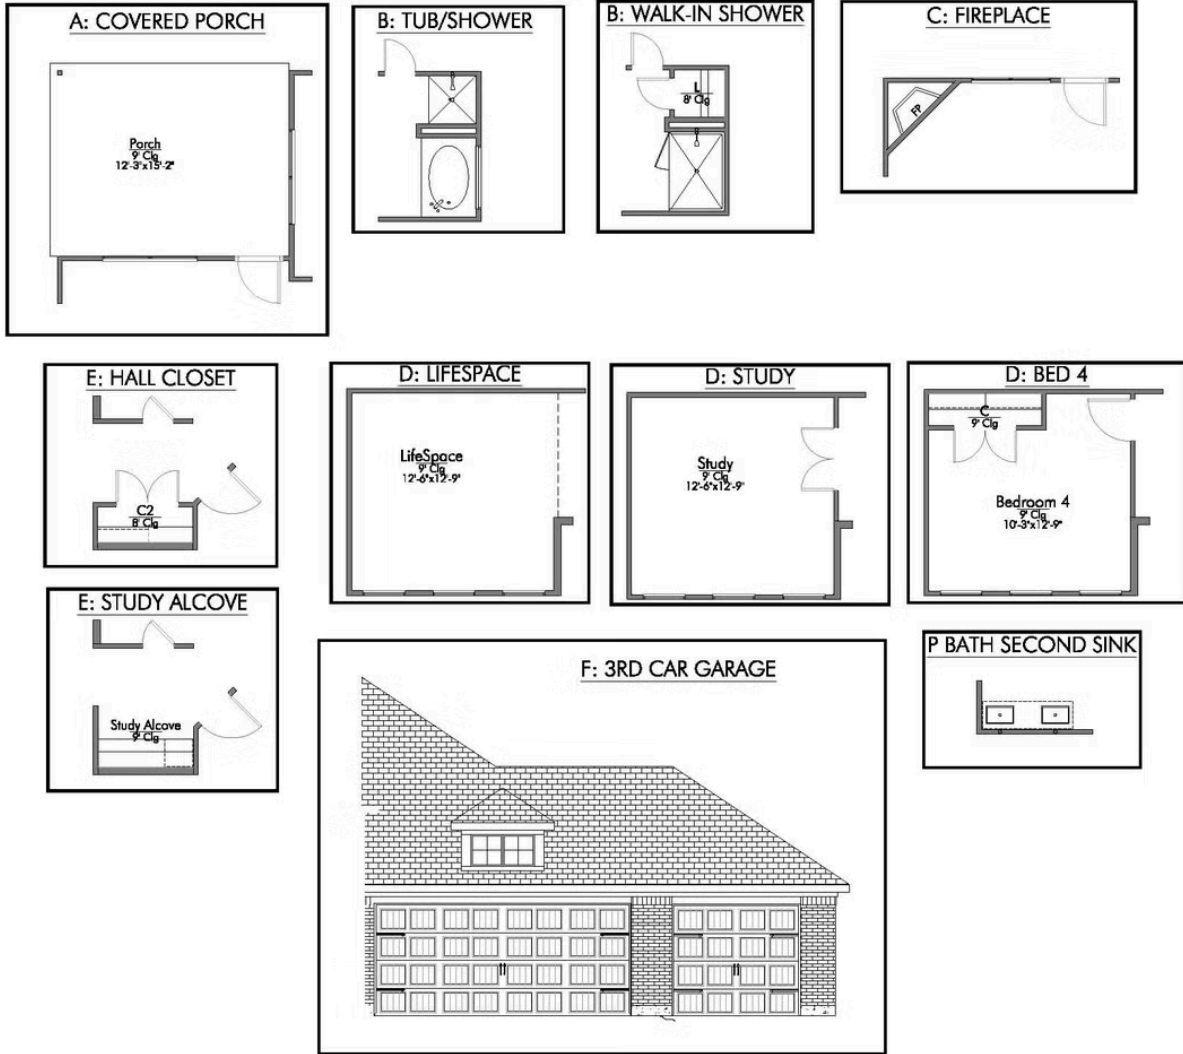 A: COVERED PORCH
Porch
9' Clg
12'-3"x15'-2"
B: TUB/SHOWER
B: WALK-IN SHOWER
L
8' Clg
C: FIREPLACE
FP
E: HALL CLOSET
C2
8' Clg
D: LIFESPACE
LifeSpace
9' Clg
12'-6"x12'-9"
D: STUDY
Study
9' Clg
12'-6"x12'-9"
D: BED 4
C
9' Clg
Bedroom 4
9' Clg
10'-3"x12'-9"
E: STUDY ALCOVE
Study Alcove
9' Clg
F: 3RD CAR GARAGE
P BATH SECOND SINK